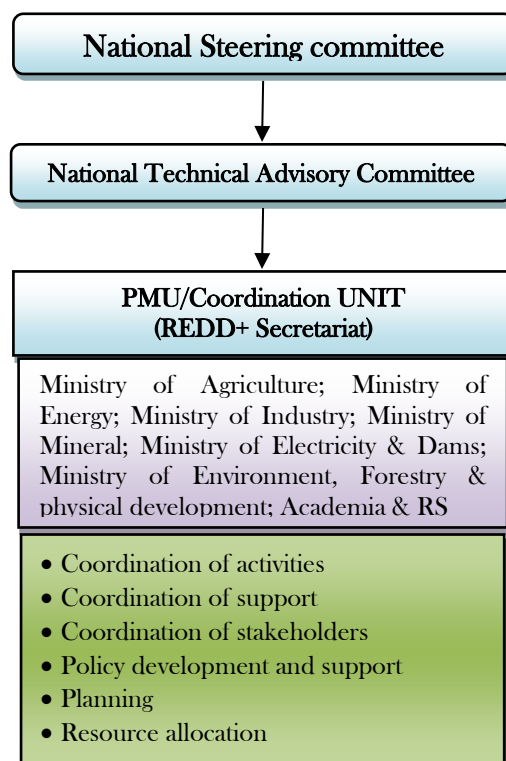 National Steering committee
National Technical Advisory Committee
PMU/Coordination UNIT
(REDD+ Secretariat)
Ministry of Agriculture; Ministry of
Energy; Ministry of Industry; Ministry of
Mineral; Ministry of Electricity & Dams;
Ministry of Environment, Forestry &
physical development; Academia & RS
• Coordination of activities
• Coordination of support
• Coordination of stakeholders
• Policy development and support
• Planning
• Resource allocation